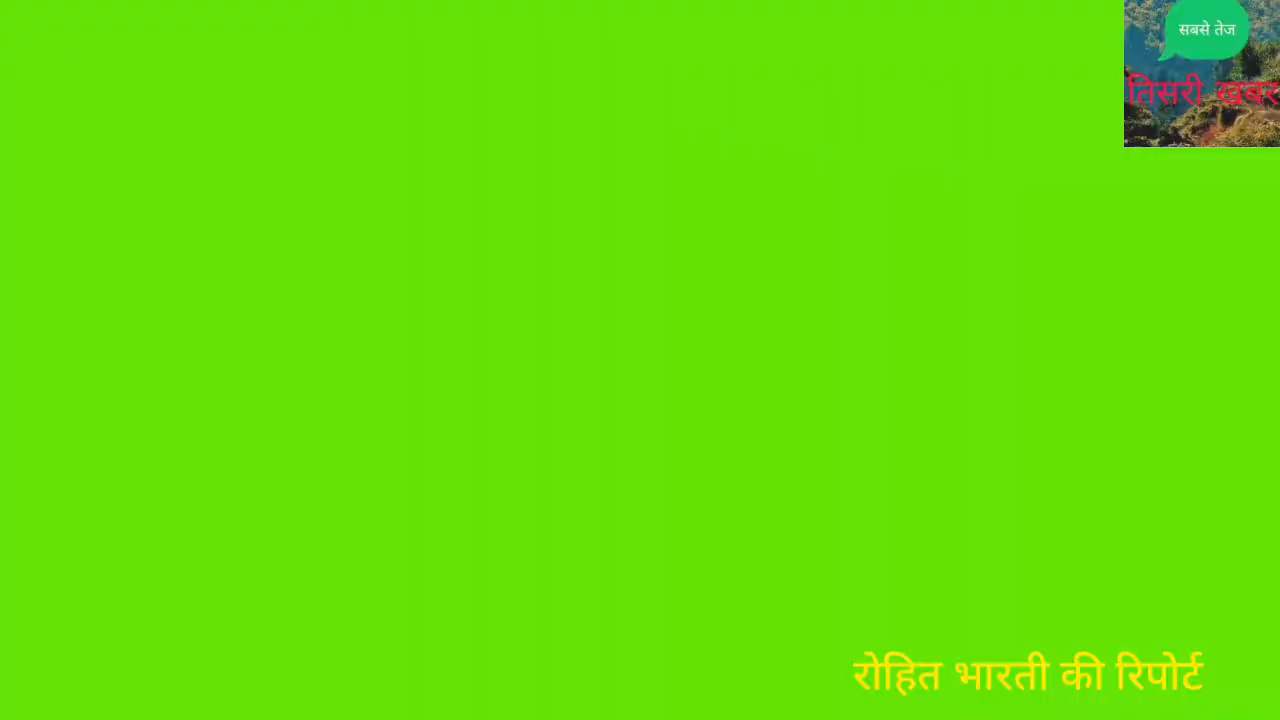 सबसे तेज
तिसरी खबर
रोहित भारती की रिपोर्ट